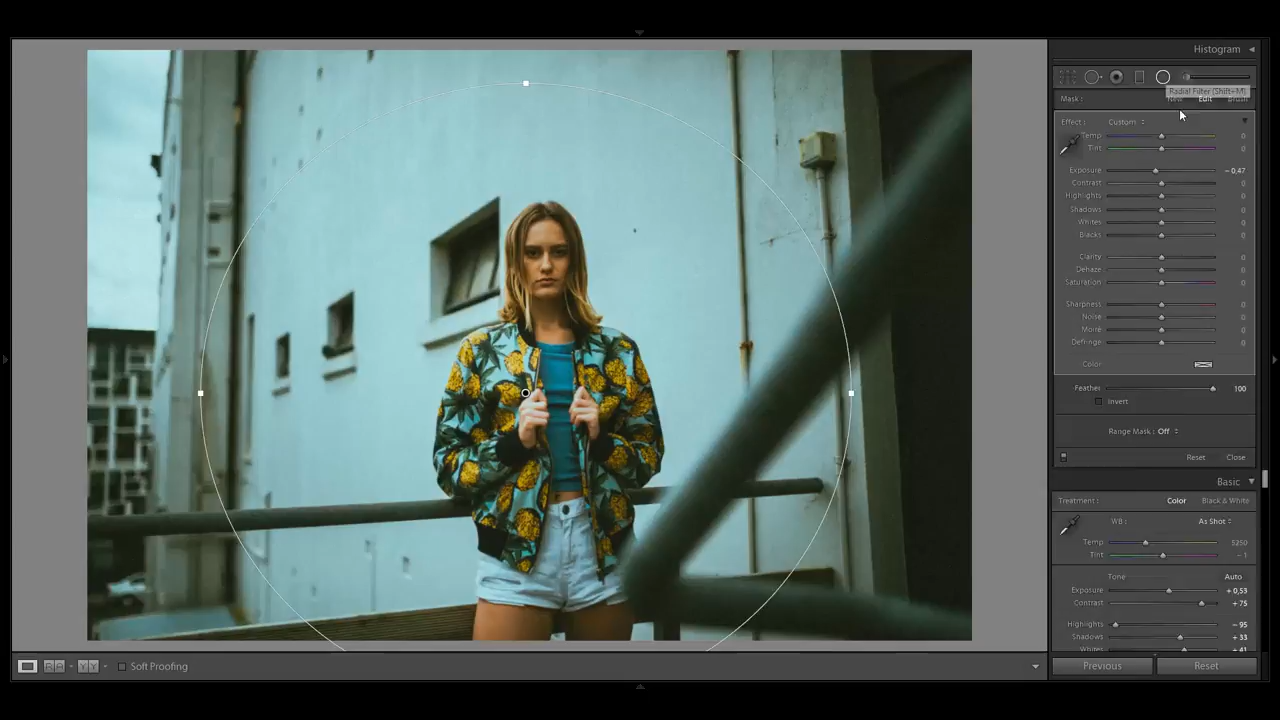 Histogram
Radial Filter (Shift+M)
Mask : New Edit Brush
Effect : Custom
Temp 0
Tint 0
Exposure − 0,47
Contrast 0
Highlights 0
Shadows 0
Whites 0
Blacks 0
Clarity 0
Dehaze 0
Saturation 0
Sharpness 0
Noise 0
Moiré 0
Defringe 0
Color
Feather 100
Invert
Range Mask : Off
Reset Close
Basic
Treatment : Color Black & White
WB : As Shot
Temp 5250
Tint − 1
Tone Auto
Exposure + 0,53
Contrast + 75
Highlights − 95
Shadows + 33
Whites + 41
Soft Proofing
Previous Reset